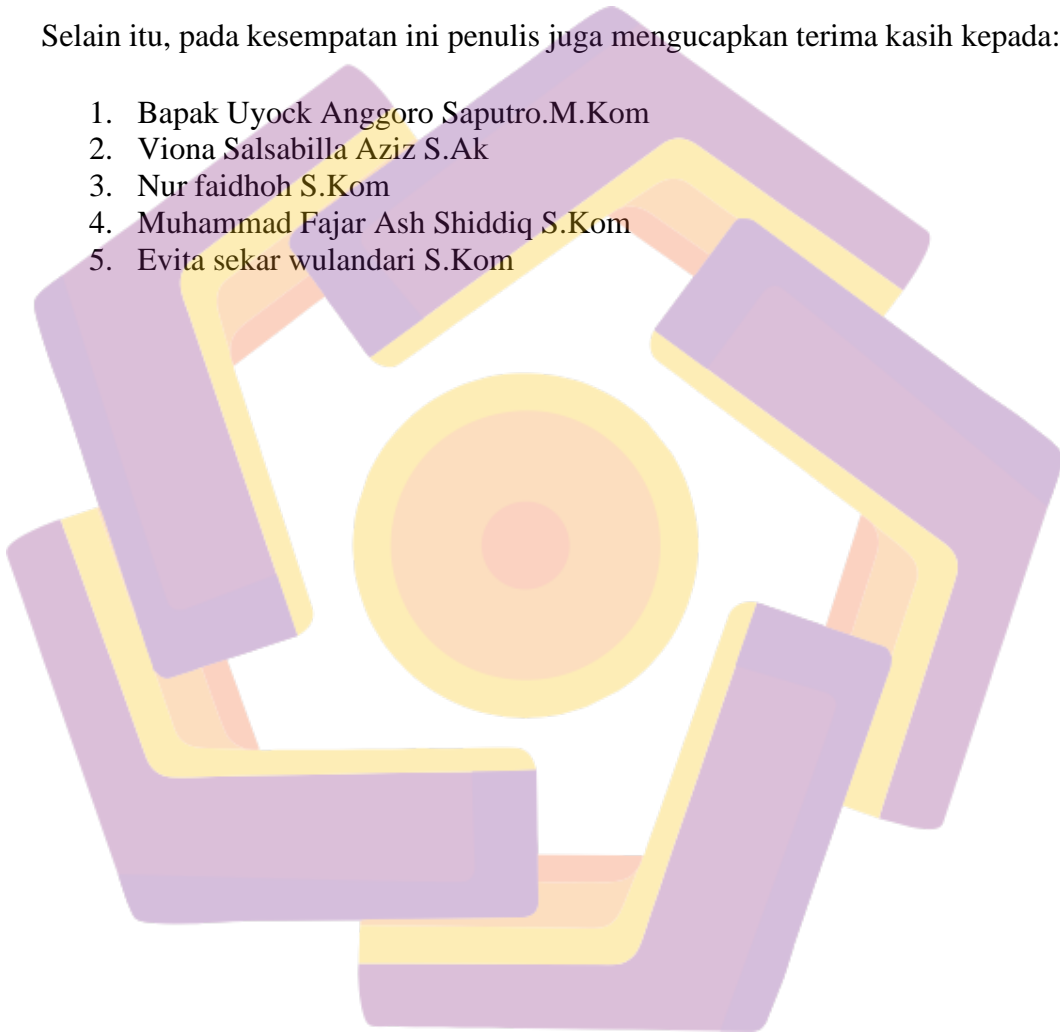 Selain itu, pada kesempatan ini penulis juga mengucapkan terima kasih kepada:
1. Bapak Uyock Anggoro Saputro.M.Kom
2. Viona Salsabilla Aziz S.Ak
3. Nur faidhoh S.Kom
4. Muhammad Fajar Ash Shiddiq S.Kom
5. Evita sekar wulandari S.Kom